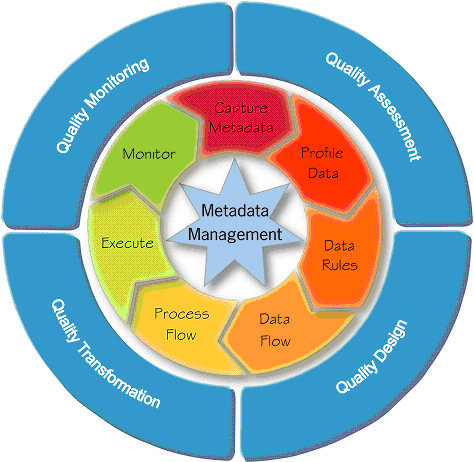 Quality Monitoring
Quality Assessment
Capture
Metadata
Monitor
Profile
Data
Metadata
Management
Execute
Data
Rules
Process
Flow
Data
Flow
Quality Transformation
Quality Design